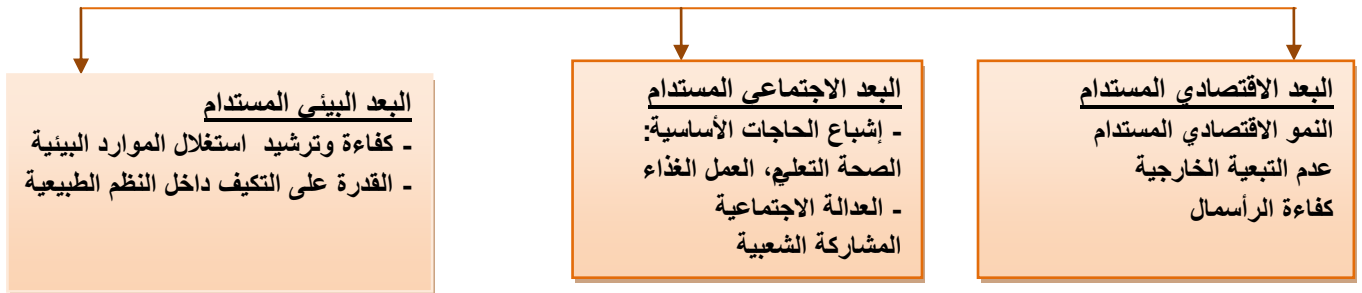 البعد الاقتصادي المستدام
النمو الاقتصادي المستدام
عدم التبعية الخارجية
كفاءة الرأسمال
البعد الاجتماعي المستدام
- إشباع الحاجات الأساسية:
الصحة التعليم، العمل الغذاء
- العدالة الاجتماعية
المشاركة الشعبية
البعد البيئي المستدام
- كفاءة وترشيد استغلال الموارد البيئية
- القدرة على التكيف داخل النظم الطبيعية